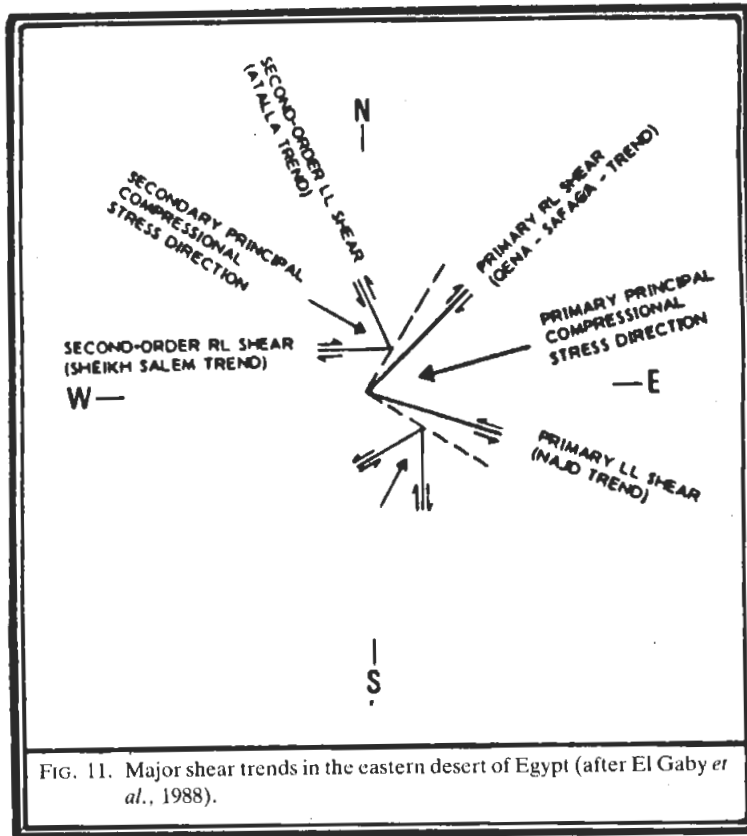 SECOND-ORDER LL SHEAR
(ATALLA TREND)
N
SECONDARY PRINCIPAL
COMPRESSIONAL
STRESS DIRECTION
PRIMARY RL SHEAR
(QENA - SAFAGA - TREND)
PRIMARY PRINCIPAL
COMPRESSIONAL
STRESS DIRECTION
SECOND-ORDER RL SHEAR
(SHEIKH SALEM TREND)
W
E
PRIMARY LL SHEAR
(NAJD TREND)
S
FIG. 11. Major shear trends in the eastern desert of Egypt (after El Gaby et
al., 1988).